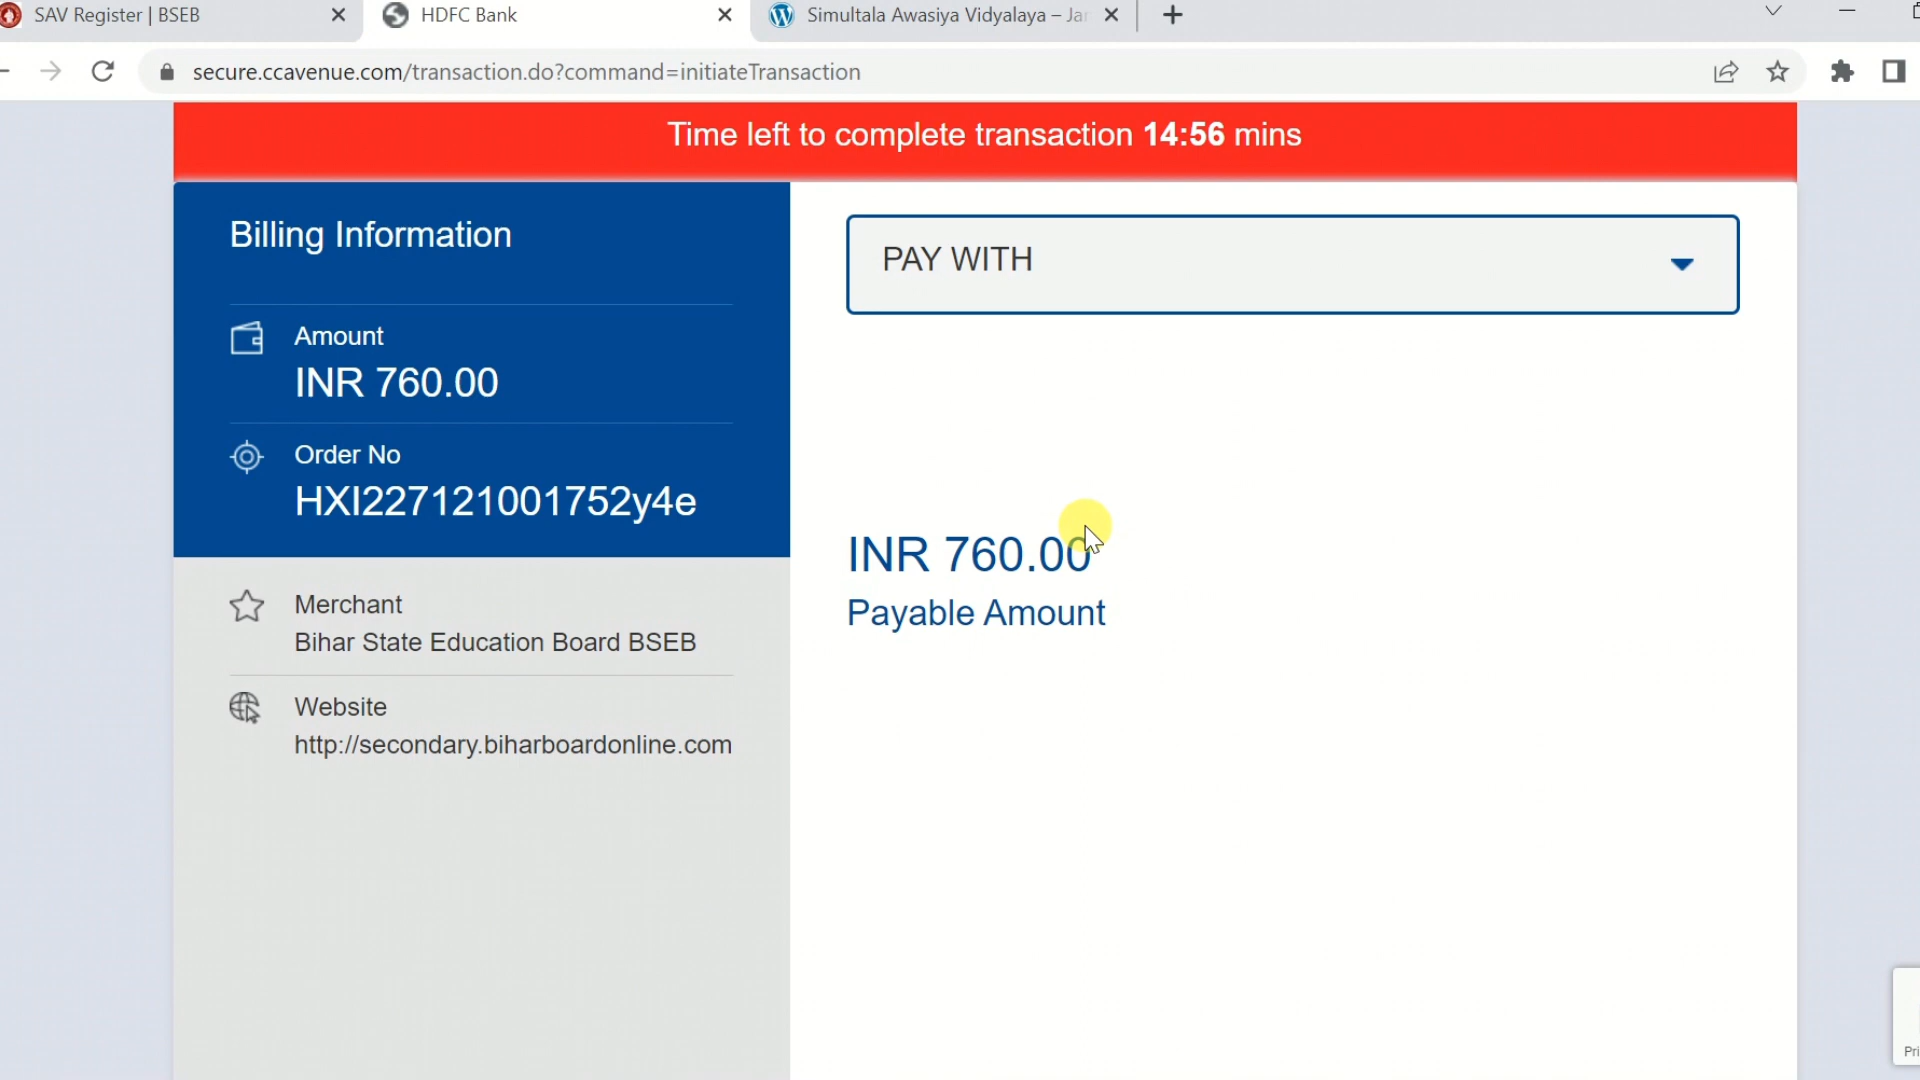 SAV Register | BSEB
HDFC Bank
Simultala Awasiya Vidyalaya – Jar
secure.ccavenue.com/transaction.do?command=initiateTransaction
Time left to complete transaction 14:56 mins
Billing Information
Amount
INR 760.00
Order No
HXI227121001752y4e
Merchant
Bihar State Education Board BSEB
Website
http://secondary.biharboardonline.com
PAY WITH
INR 760.00
Payable Amount
Pri